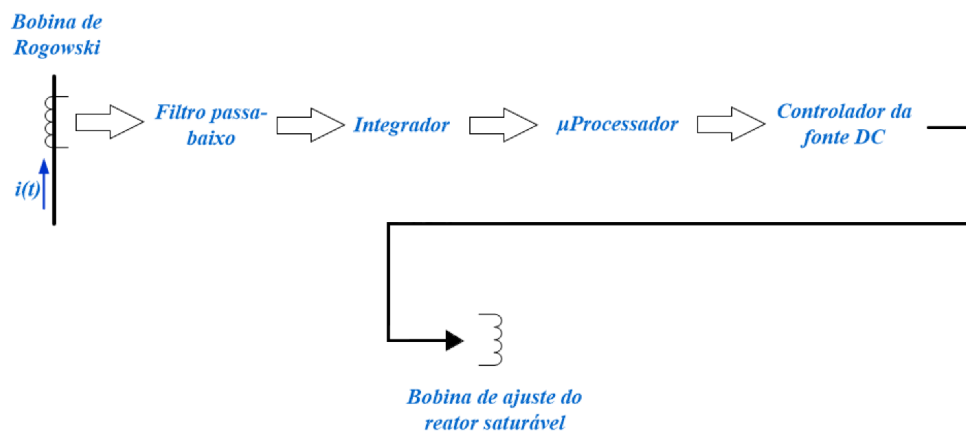 Bobina de
Rogowski
Filtro passa-
baixo
Integrador
µProcessador
Controlador da
fonte DC
i(t)
Bobina de ajuste do
reator saturável